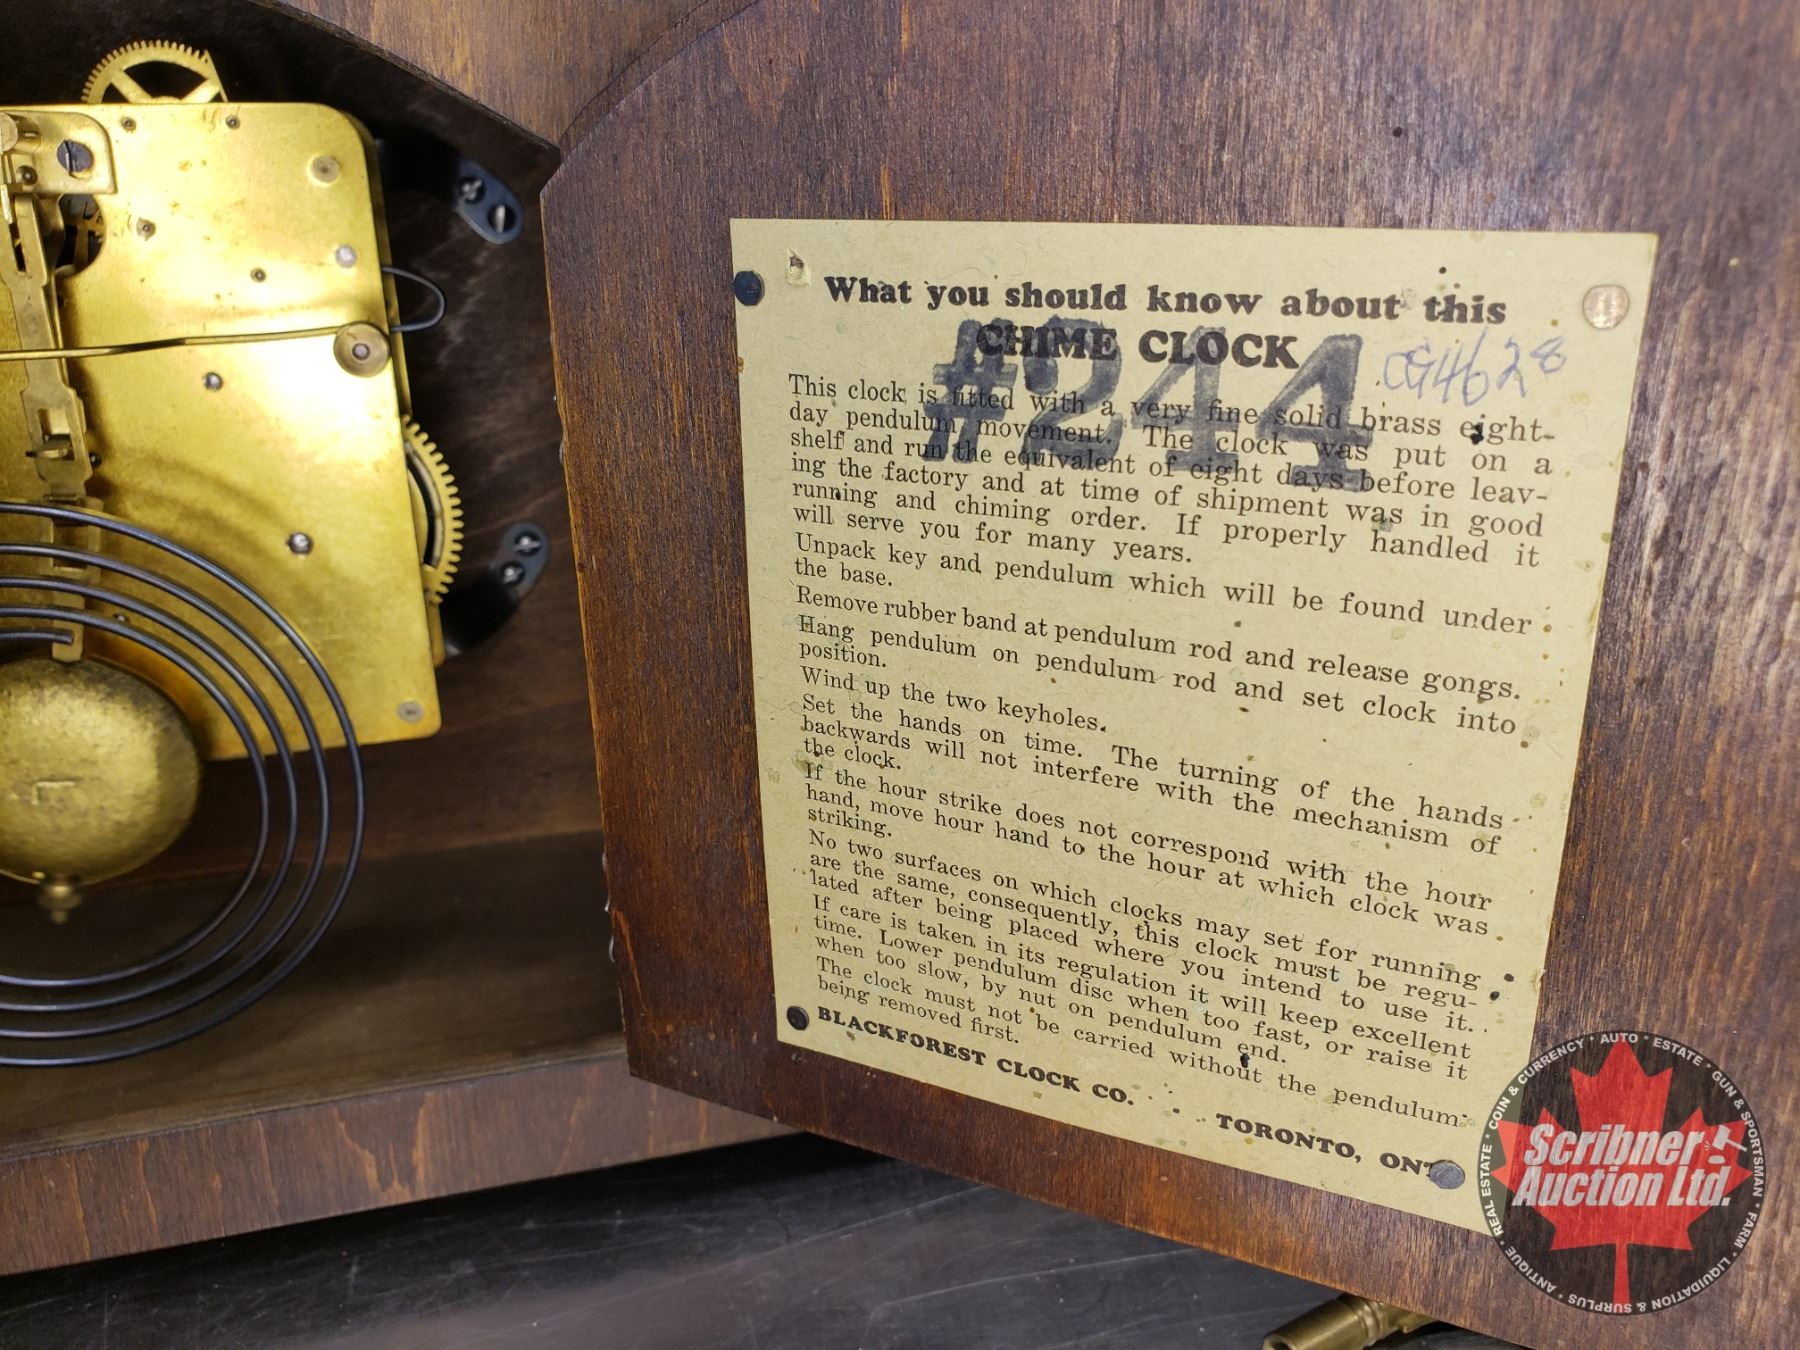 What you should know about this
CHIME CLOCK
#244
CG4628
This clock is fitted with a very fine solid brass eight-
day pendulum movement. The clock was put on a
shelf and run the equivalent of eight days before leav-
ing the factory and at time of shipment was in good
running and chiming order. If properly handled it
will serve you for many years.
Unpack key and pendulum which will be found under
the base.
Remove rubber band at pendulum rod and release gongs.
Hang pendulum on pendulum rod and set clock into
position.
Wind up the two keyholes.
Set the hands on time. The turning of the hands
backwards will not interfere with the mechanism of
the clock.
If the hour strike does not correspond with the hour
hand, move hour hand to the hour at which clock was
striking.
No two surfaces on which clocks may set for running
are the same, consequently, this clock must be regu-
lated after being placed where you intend to use it.
If care is taken in its regulation it will keep excellent
time. Lower pendulum disc when too fast, or raise it
when too slow, by nut on pendulum end.
The clock must not be carried without the pendulum
being removed first.
BLACKFOREST CLOCK CO. - - TORONTO, ONT
Scribner
Auction Ltd.
REAL ESTATE · COIN & CURRENCY · AUTO · ESTATE · GUN & SPORTSMAN · FARM · LIQUIDATION & SURPLUS · ANTIQUE ·